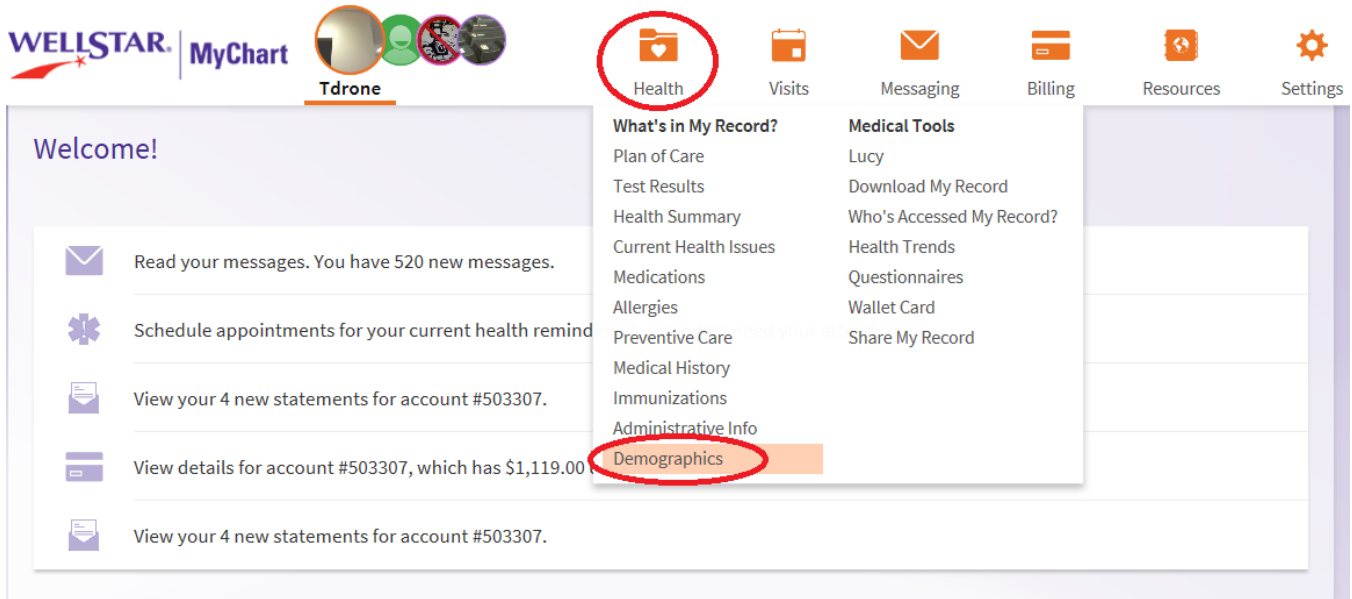 WELLSTAR. MyChart
Tdrone
Health Visits Messaging Billing Resources Settings
Welcome!
What's in My Record?
Plan of Care
Test Results
Health Summary
Current Health Issues
Medications
Allergies
Preventive Care
Medical History
Immunizations
Administrative Info
Demographics
Medical Tools
Lucy
Download My Record
Who's Accessed My Record?
Health Trends
Questionnaires
Wallet Card
Share My Record
Read your messages. You have 520 new messages.
Schedule appointments for your current health remind
View your 4 new statements for account #503307.
View details for account #503307, which has $1,119.00
View your 4 new statements for account #503307.